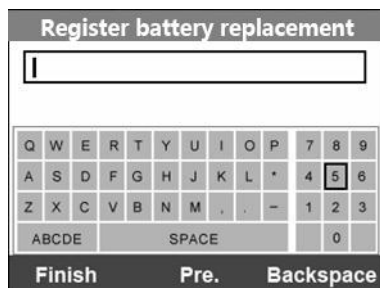 Register battery replacement
Q W E R T Y U I O P 7 8 9
A S D F G H J K L * 4 5 6
Z X C V B N M , . - 1 2 3
ABCDE SPACE 0
Finish Pre. Backspace